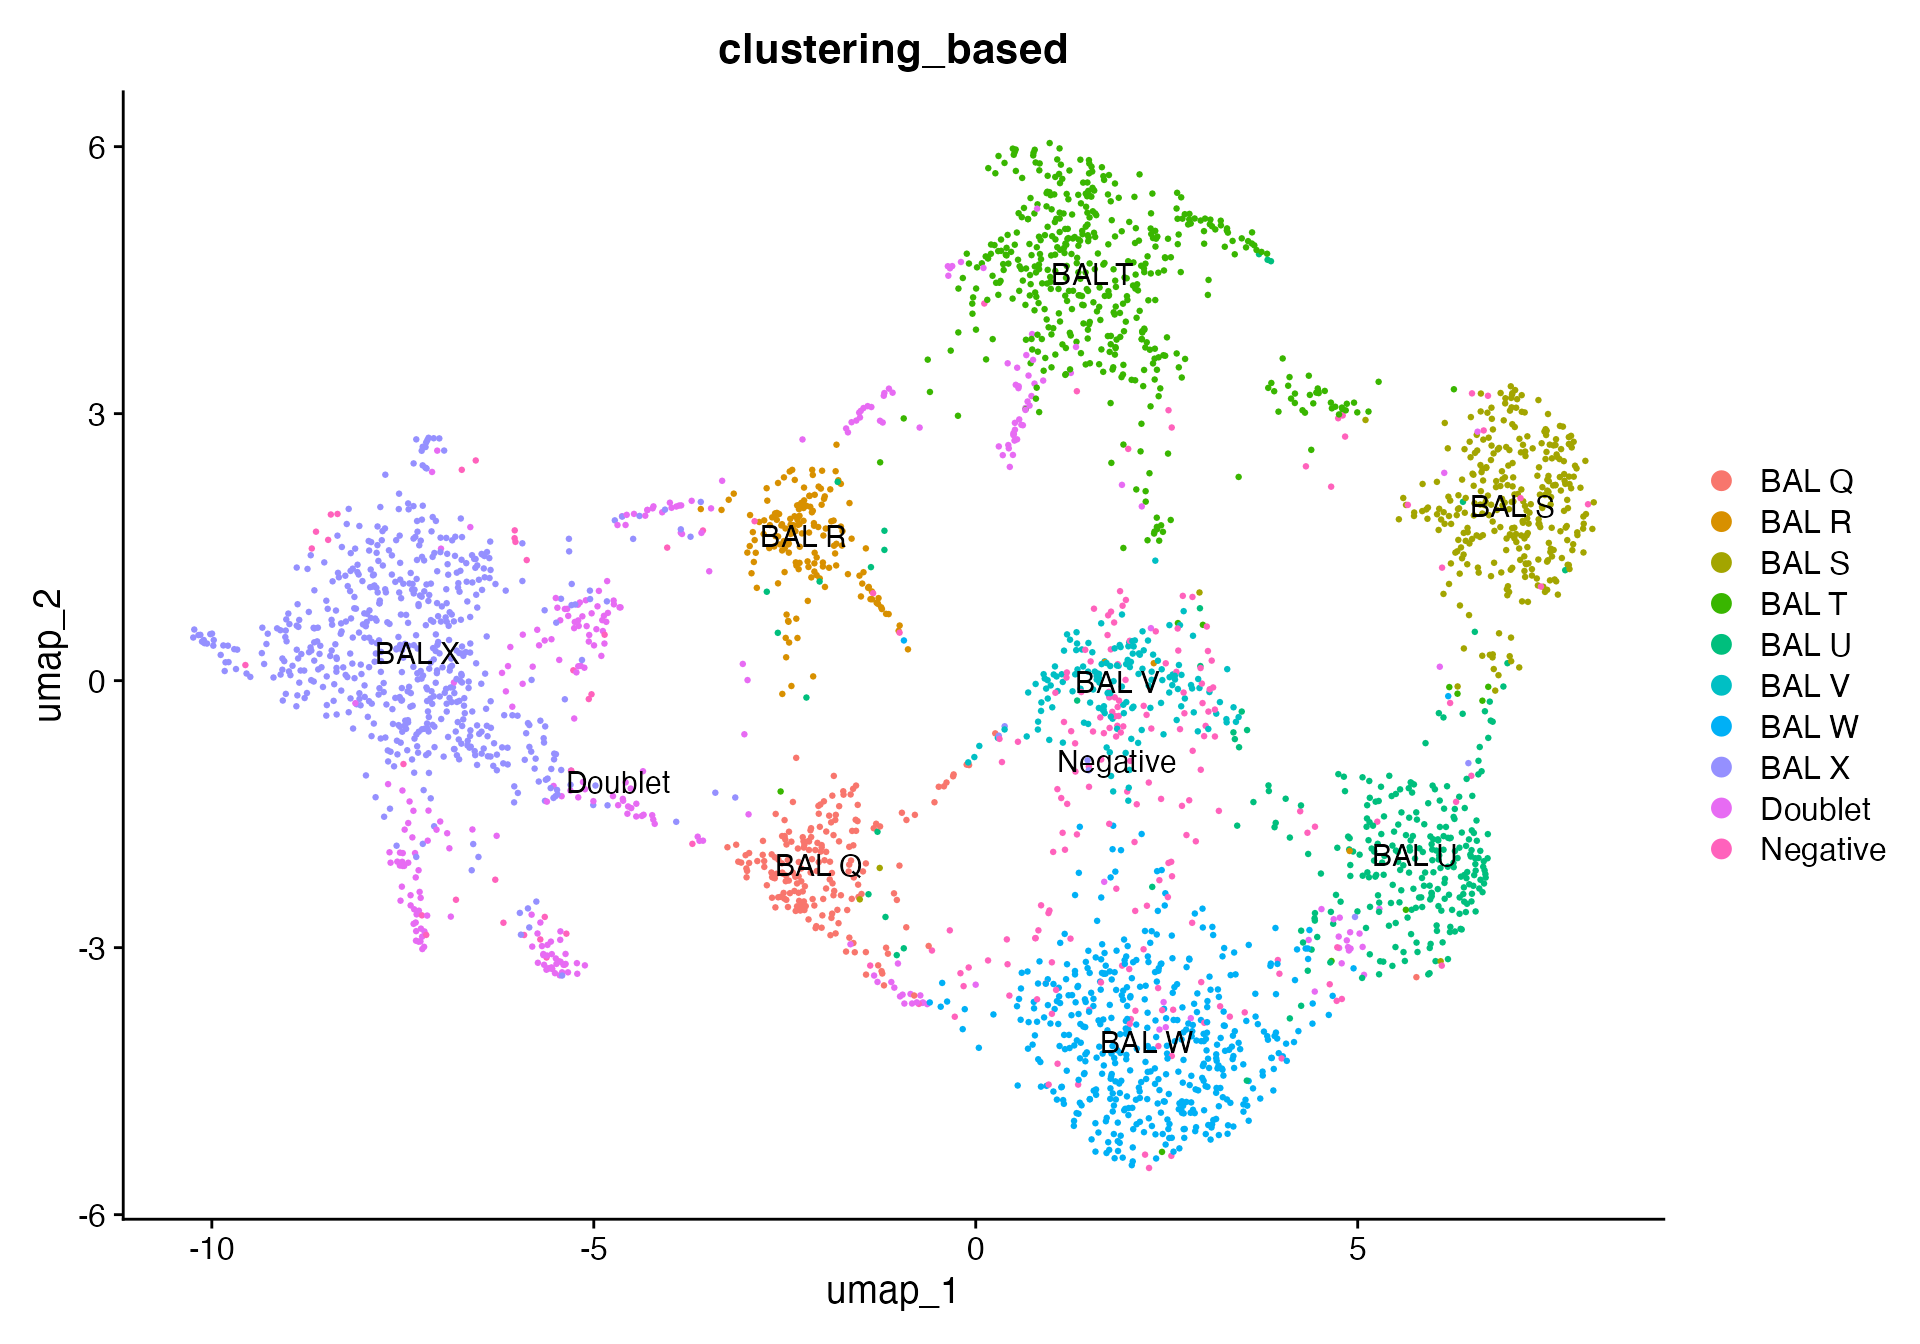 clustering_based
6
3
0
-3
-6
umap_2
-10
-5
0
5
umap_1
BAL T
BAL S
BAL R
BAL X
BAL V
Negative
Doublet
BAL Q
BAL U
BAL W
BAL Q
BAL R
BAL S
BAL T
BAL U
BAL V
BAL W
BAL X
Doublet
Negative